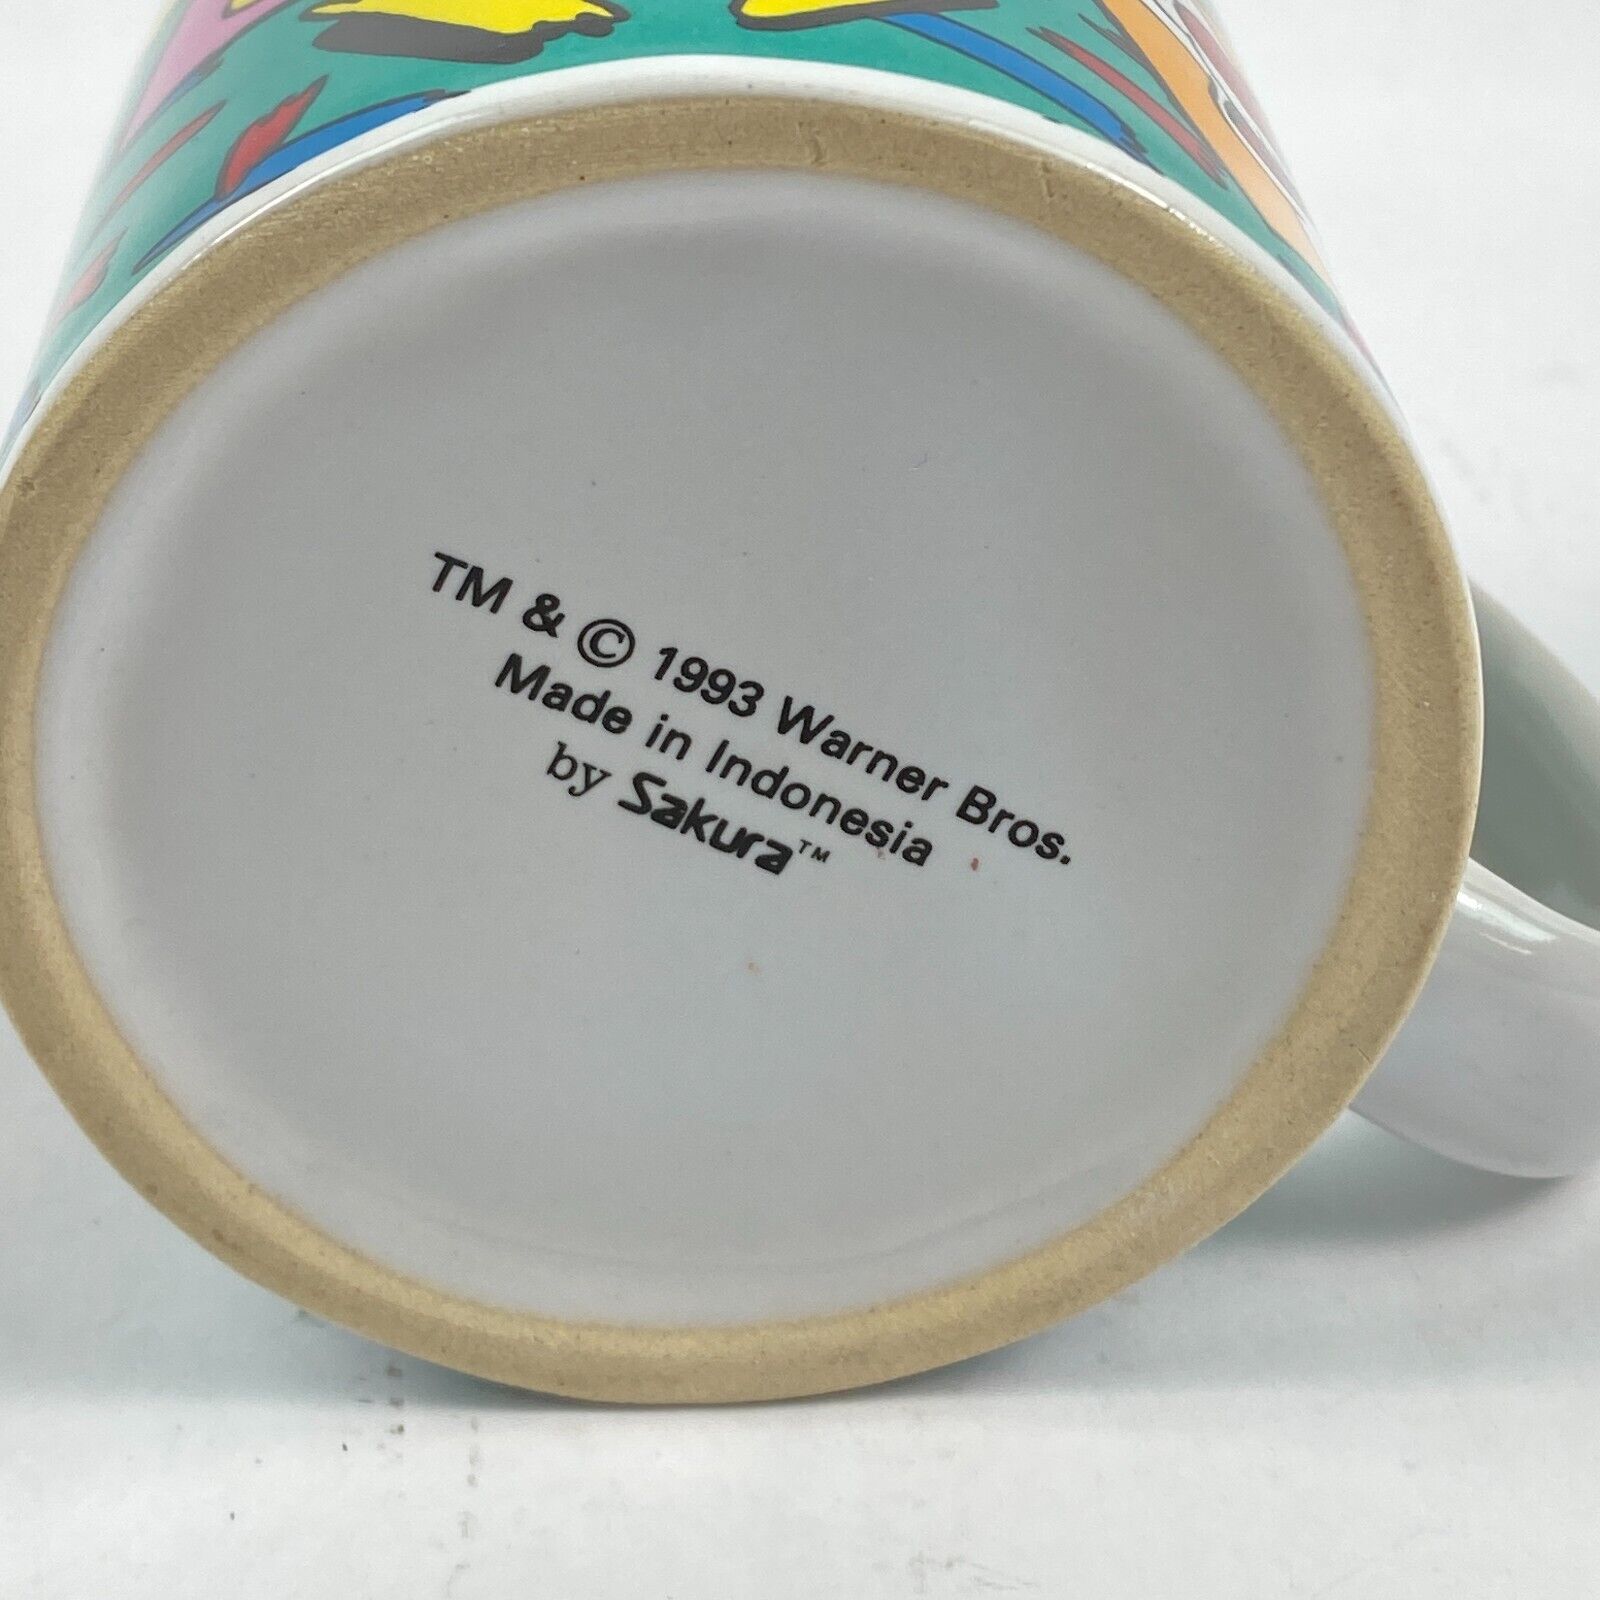 TM & © 1993 Warner Bros.
Made in Indonesia
by Sakura™